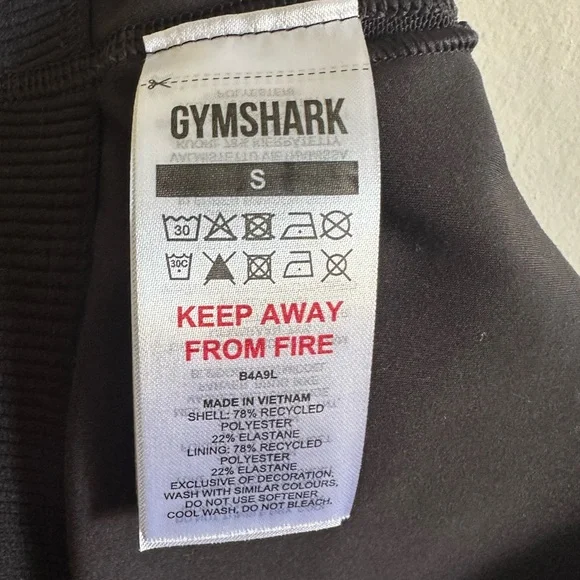 GYMSHARK
S
30
30C
KEEP AWAY
FROM FIRE
B4A9L
MADE IN VIETNAM
SHELL: 78% RECYCLED
POLYESTER
22% ELASTANE
LINING: 78% RECYCLED
POLYESTER
22% ELASTANE
EXCLUSIVE OF DECORATION.
WASH WITH SIMILAR COLOURS,
DO NOT USE SOFTENER
COOL WASH, DO NOT BLEACH.